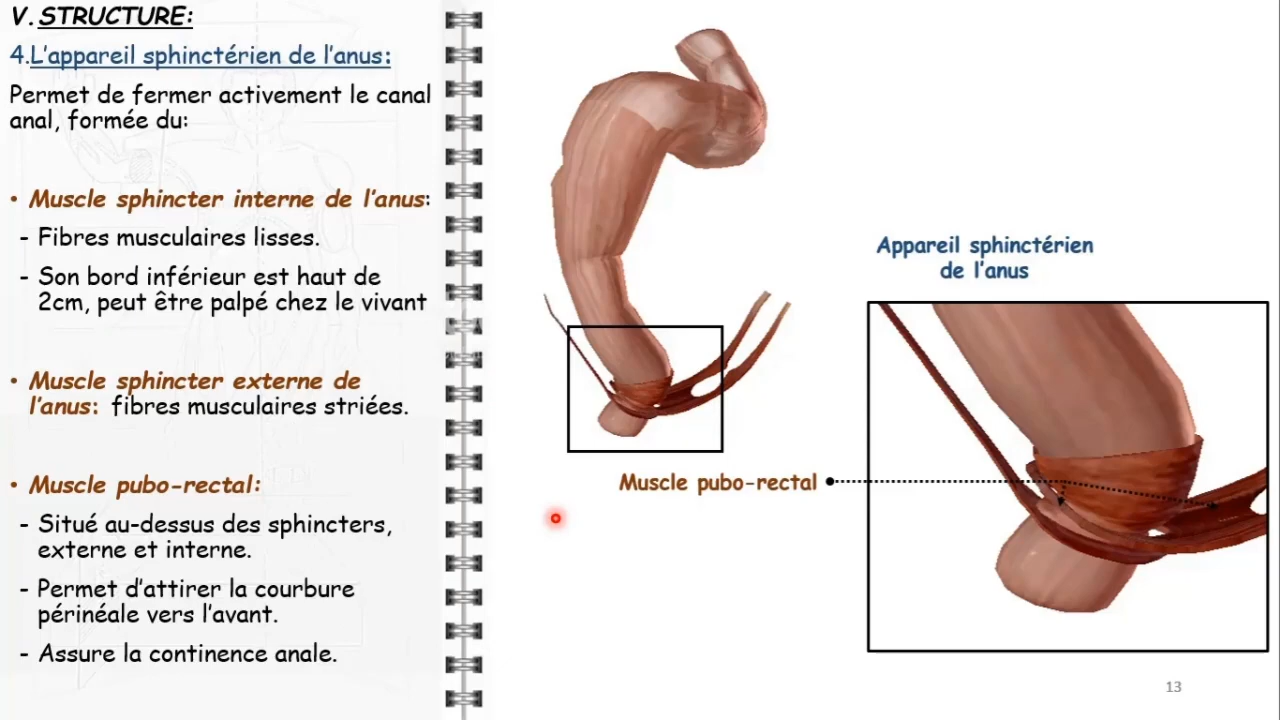 V. STRUCTURE:
4.L'appareil sphinctérien de l'anus:
Permet de fermer activement le canal
anal, formée du:
• Muscle sphincter interne de l'anus:
- Fibres musculaires lisses.
- Son bord inférieur est haut de
2cm, peut être palpé chez le vivant
• Muscle sphincter externe de
l'anus: fibres musculaires striées.
• Muscle pubo-rectal:
- Situé au-dessus des sphincters,
externe et interne.
- Permet d'attirer la courbure
périnéale vers l'avant.
- Assure la continence anale.
Appareil sphinctérien
de l'anus
Muscle pubo-rectal
13